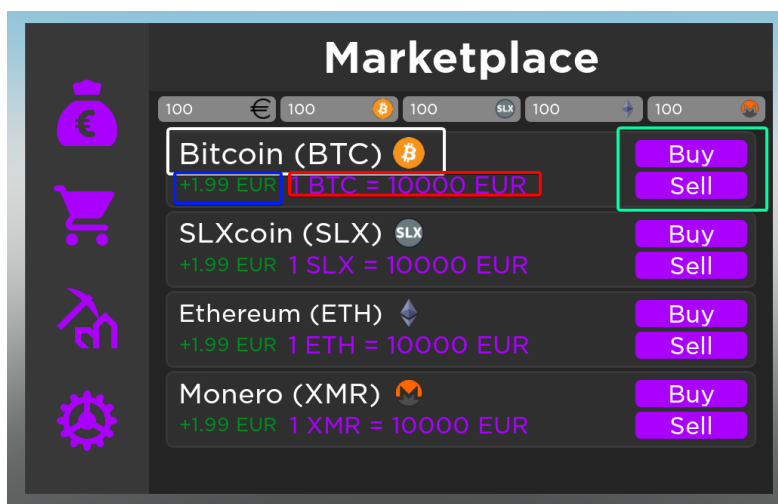 Marketplace
100 € 100 100 SLX 100 100
Bitcoin (BTC)
Buy
+1.99 EUR 1 BTC = 10000 EUR
Sell
€
SLXcoin (SLX) SLX
Buy
+1.99 EUR 1 SLX = 10000 EUR
Sell
Ethereum (ETH)
Buy
+1.99 EUR 1 ETH = 10000 EUR
Sell
Monero (XMR)
Buy
+1.99 EUR 1 XMR = 10000 EUR
Sell